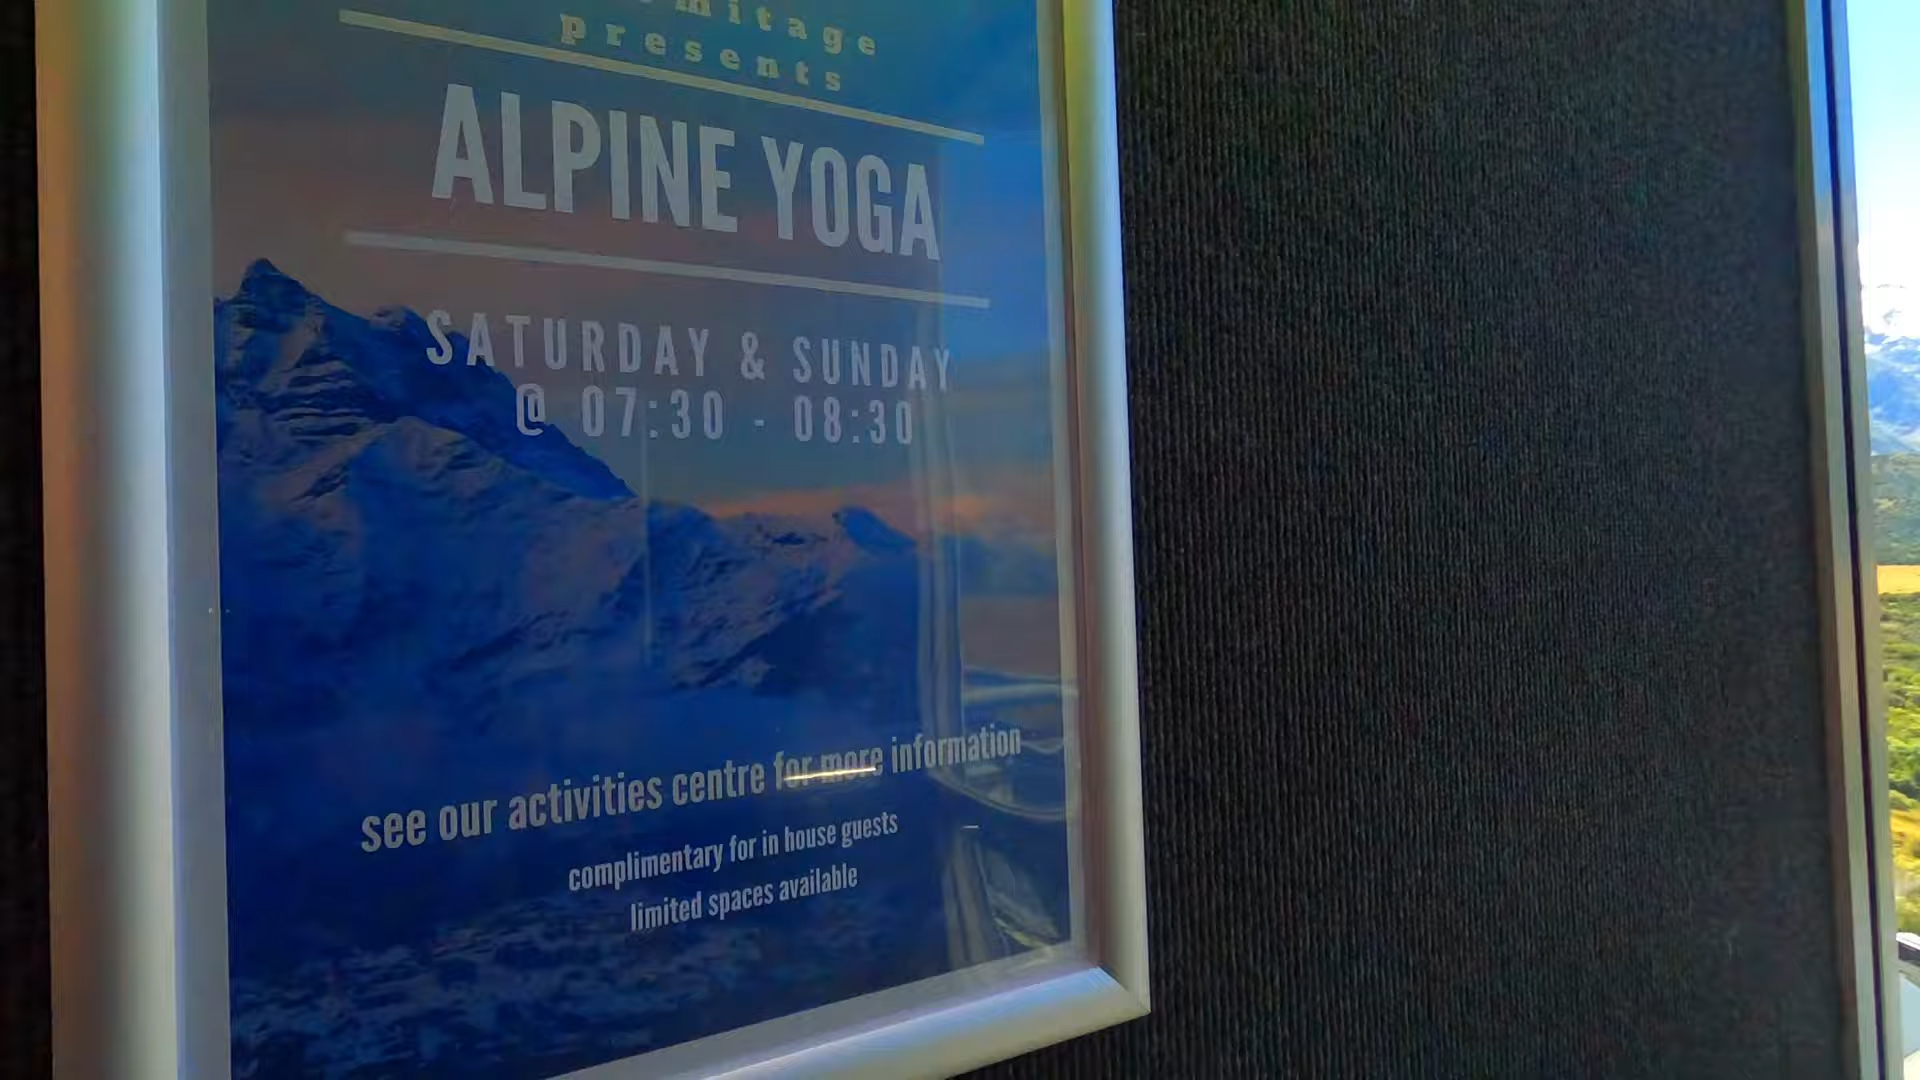 presents
ALPINE YOGA
SATURDAY & SUNDAY
@ 07:30 - 08:30
see our activities centre for more information
complimentary for in house guests
limited spaces available